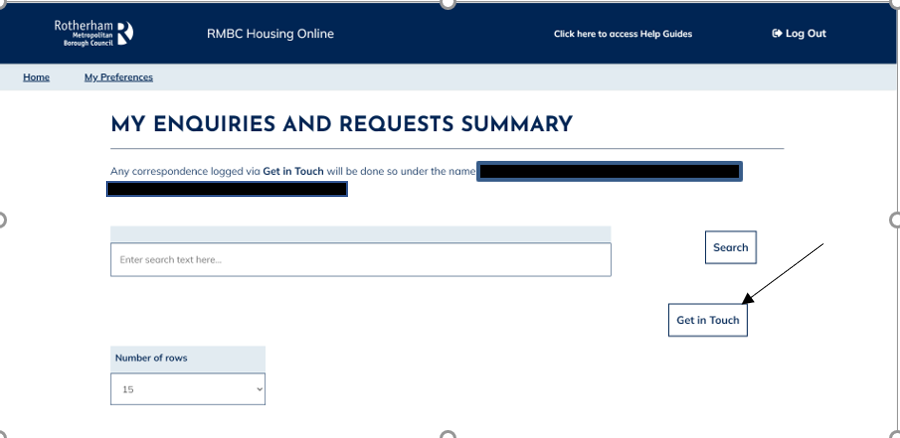 Rotherham
Metropolitan
Borough Council
RMBC Housing Online
Click here to access Help Guides
Log Out
Home
My Preferences
MY ENQUIRIES AND REQUESTS SUMMARY
Any correspondence logged via Get in Touch will be done so under the name
Enter search text here...
Search
Get in Touch
Number of rows
15